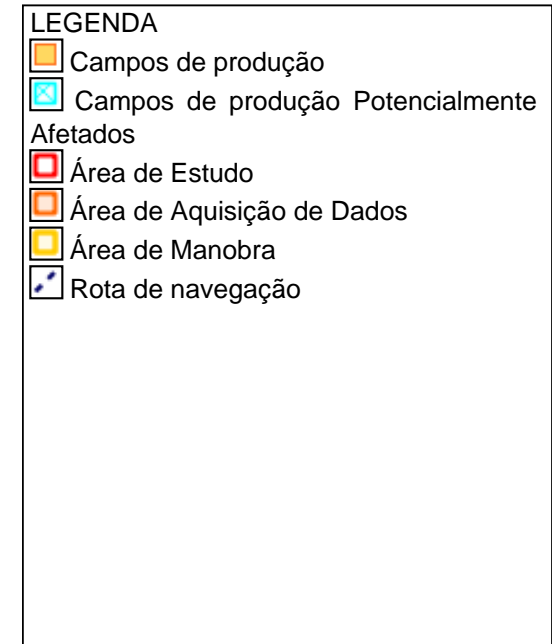 LEGENDA
Campos de produção
Campos de produção Potencialmente
Afetados
Área de Estudo
Área de Aquisição de Dados
Área de Manobra
Rota de navegação